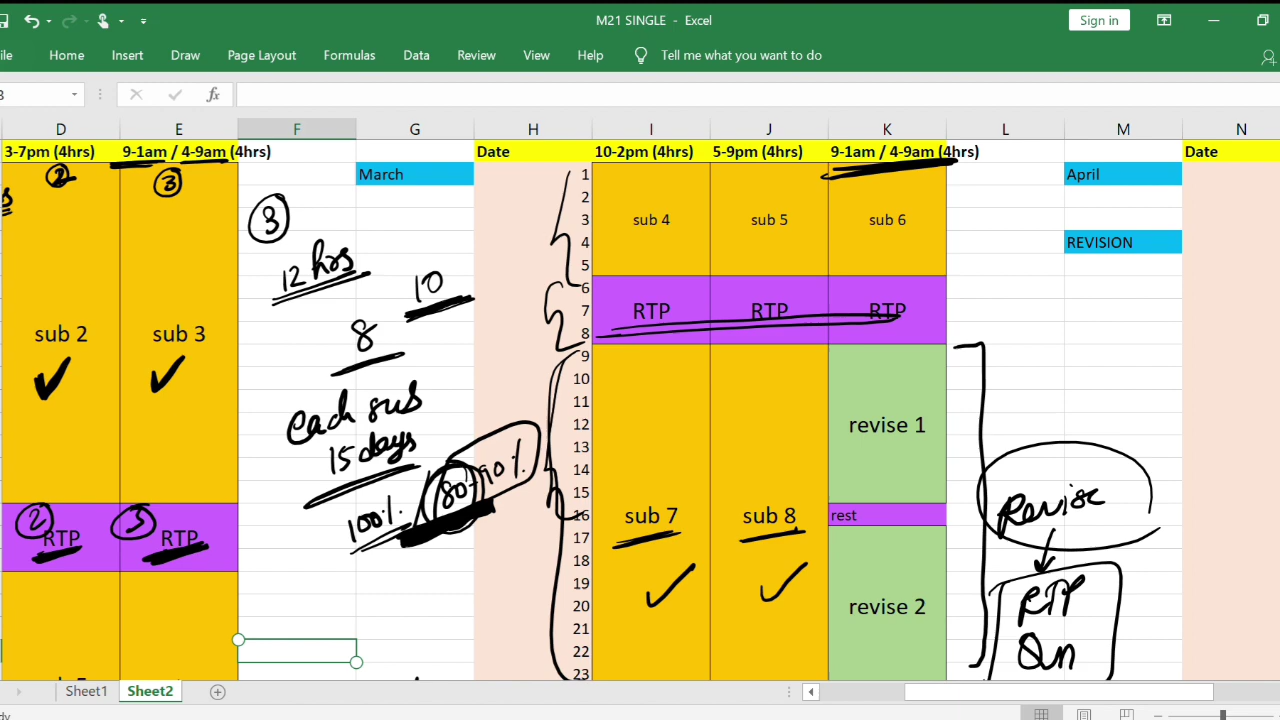 M21 SINGLE - Excel
Sign in
ile Home Insert Draw Page Layout Formulas Data Review View Help Tell me what you want to do
fx
D E F G H I J K L M N
3-7pm (4hrs) 9-1am / 4-9am (4hrs) Date 10-2pm (4hrs) 5-9pm (4hrs) 9-1am / 4-9am (4hrs) Date
2 3 March 1 April
2
3 3 sub 4 sub 5 sub 6
4 REVISION
12 hrs 5
10 6
8 7 RTP RTP RTP
sub 2 sub 3 8
9
10
each sub 11
15 days 12 revise 1
13
80-90% 14
100% 15
2 3 16 sub 7 sub 8 rest Revise
RTP RTP 17
18
19 RTP
20 revise 2
21 Qn
22
23
Sheet1 Sheet2